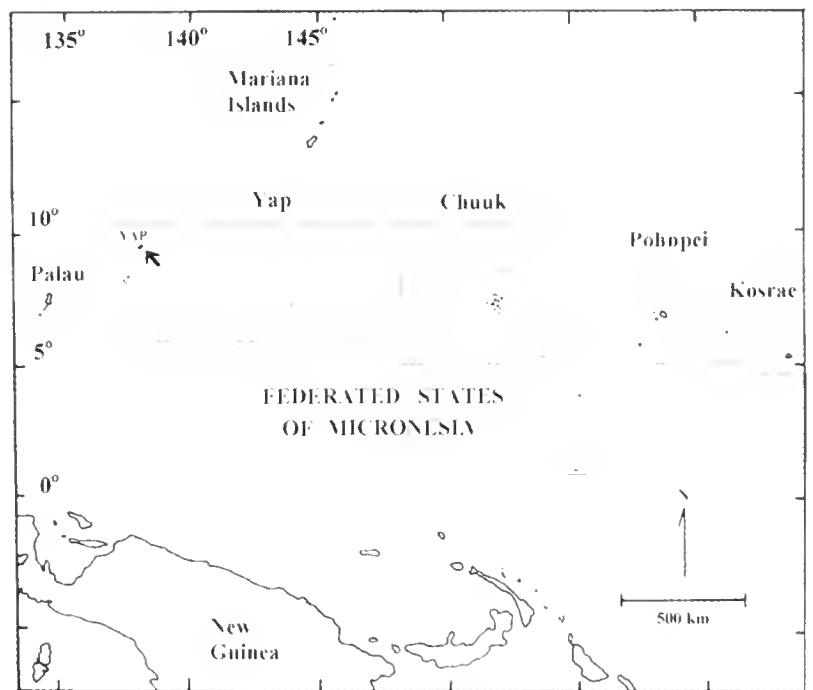 135°
140°
145°
Mariana
Islands
Yap
Chuuk
10°
YAP
Pohnpei
Palau
Kosrae
5°
FEDERATED STATES
OF MICRONESIA
0°
N
500 km
New
Guinea